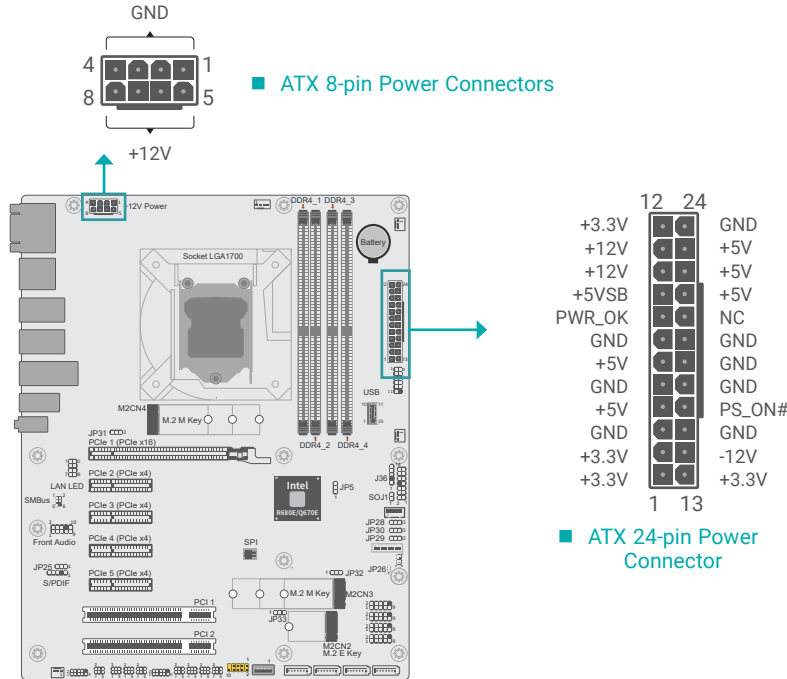 GND
4 1
8 5
+12V
■ ATX 8-pin Power Connectors
+12V Power
DDR4_1 DDR4_3
Battery
Socket LGA1700
USB
M2CN4
M.2 M Key
DDR4_2 DDR4_4
JP31
PCIe 1 (PCIe x16)
PCIe 2 (PCIe x4)
LAN LED
Intel
R680E/Q670E
JP5
J36
SMBus
PCIe 3 (PCIe x4)
SOJ1
Front Audio
PCIe 4 (PCIe x4)
JP28
JP30
JP29
SPI
JP25
S/PDIF
PCIe 5 (PCIe x4)
JP32
JP26
M.2 M Key
M2CN3
PCI 1
JP33
PCI 2
M2CN2
M.2 E Key
12 24
+3.3V GND
+12V +5V
+12V +5V
+5VSB +5V
PWR_OK NC
GND GND
+5V GND
GND GND
+5V PS_ON#
GND GND
+3.3V -12V
+3.3V +3.3V
1 13
■ ATX 24-pin Power
Connector